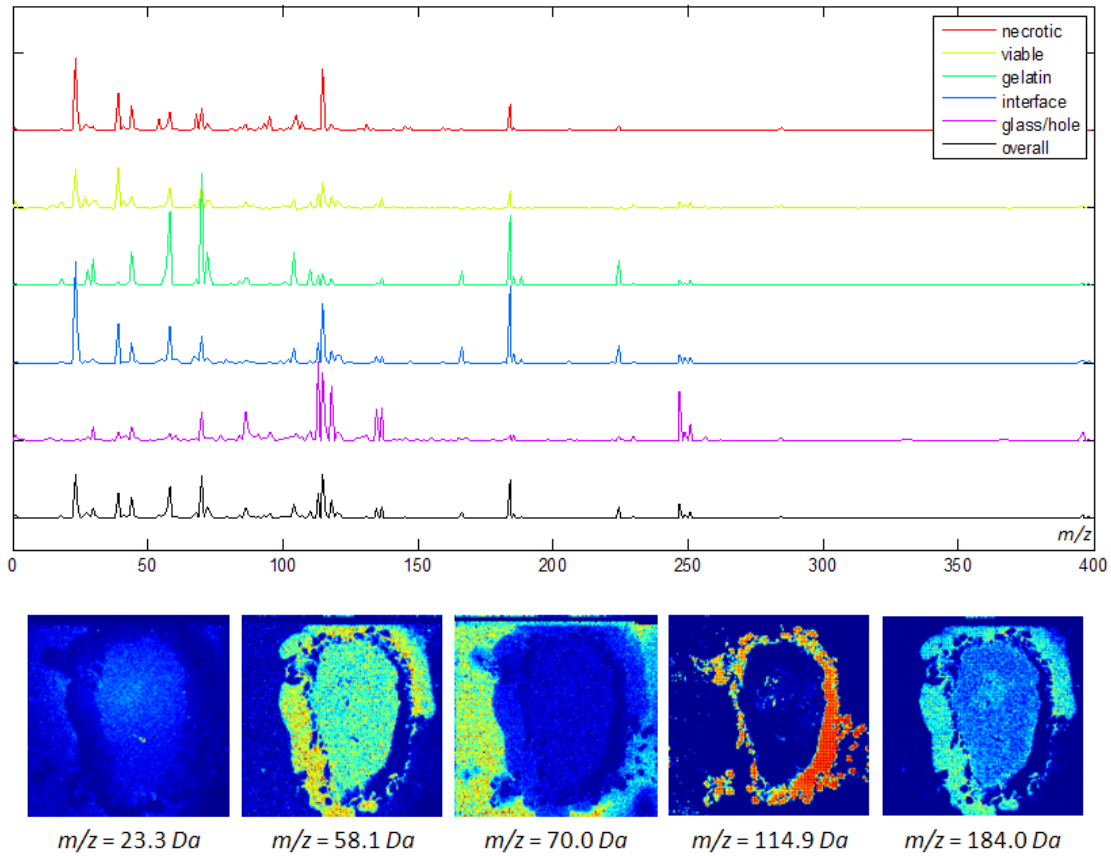 necrotic
viable
gelatin
interface
glass/hole
overall
m/z
0 50 100 150 200 250 300 350 400
m/z = 23.3 Da m/z = 58.1 Da m/z = 70.0 Da m/z = 114.9 Da m/z = 184.0 Da